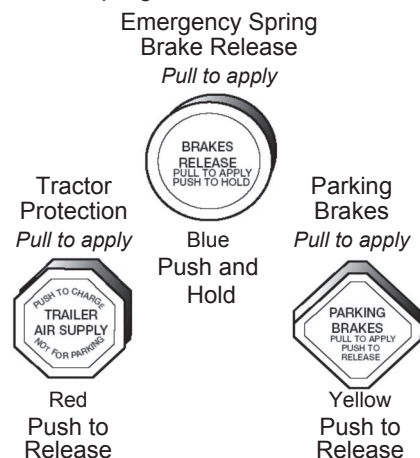 Emergency Spring
Brake Release
Pull to apply
BRAKES
RELEASE
PULL TO APPLY
PUSH TO HOLD
Blue
Push and
Hold
Tractor
Protection
Pull to apply
PUSH TO CHARGE
TRAILER
AIR SUPPLY
NOT FOR PARKING
Red
Push to
Release
Parking
Brakes
Pull to apply
PARKING
BRAKES
PULL TO APPLY
PUSH TO
RELEASE
Yellow
Push to
Release